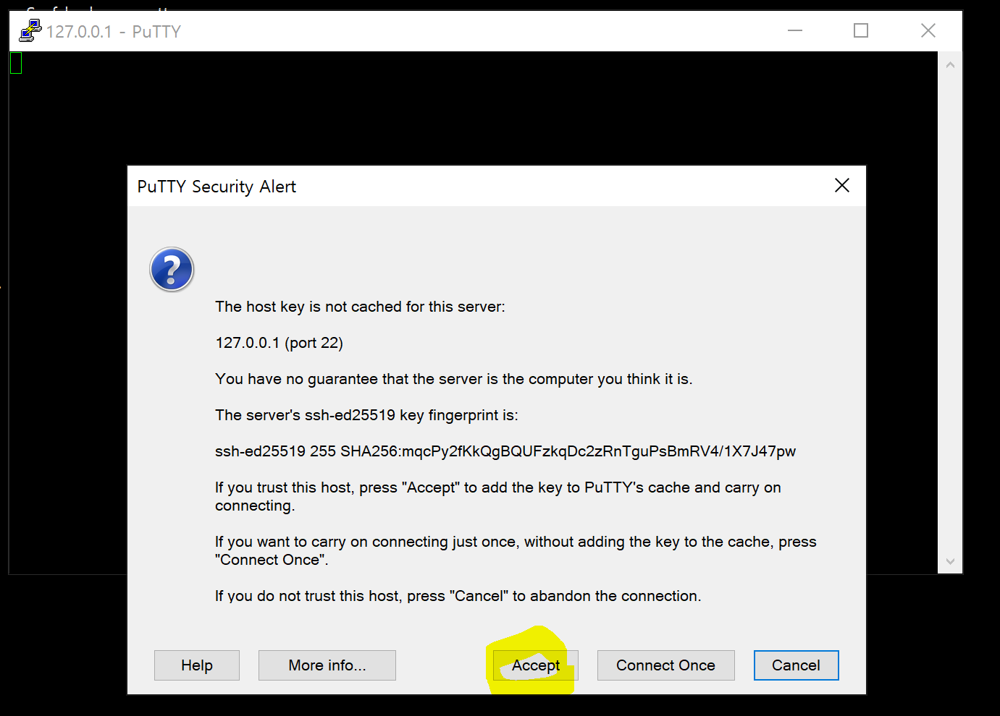 127.0.0.1 - PuTTY
PuTTY Security Alert
The host key is not cached for this server:
127.0.0.1 (port 22)
You have no guarantee that the server is the computer you think it is.
The server's ssh-ed25519 key fingerprint is:
ssh-ed25519 255 SHA256:mqcPy2fKkQgBQUFzkqDc2zRnTguPsBmRV4/1X7J47pw
If you trust this host, press "Accept" to add the key to PuTTY's cache and carry on
connecting.
If you want to carry on connecting just once, without adding the key to the cache, press
"Connect Once".
If you do not trust this host, press "Cancel" to abandon the connection.
Help More info... Accept Connect Once Cancel